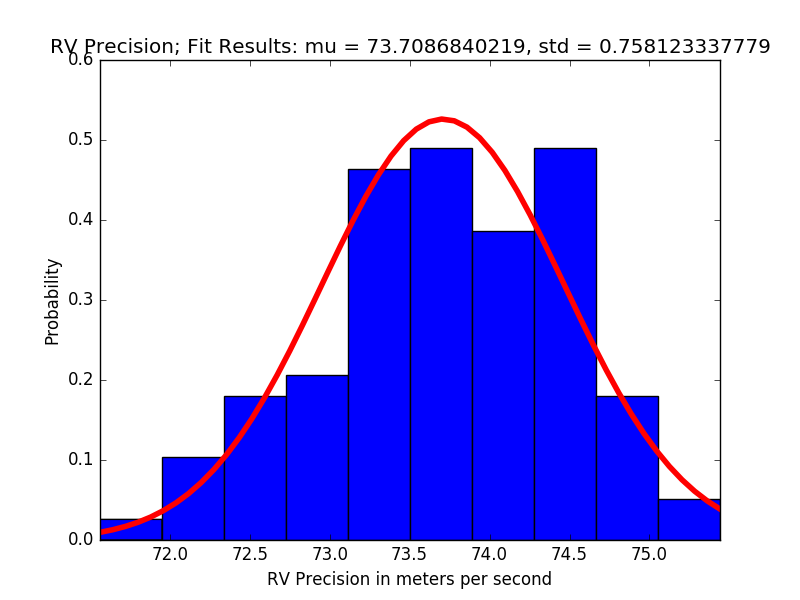 RV Precision; Fit Results: mu = 73.7086840219, std = 0.758123337779
0.6
0.5
0.4
0.3
0.2
0.1
0.0
Probability
72.0 72.5 73.0 73.5 74.0 74.5 75.0
RV Precision in meters per second